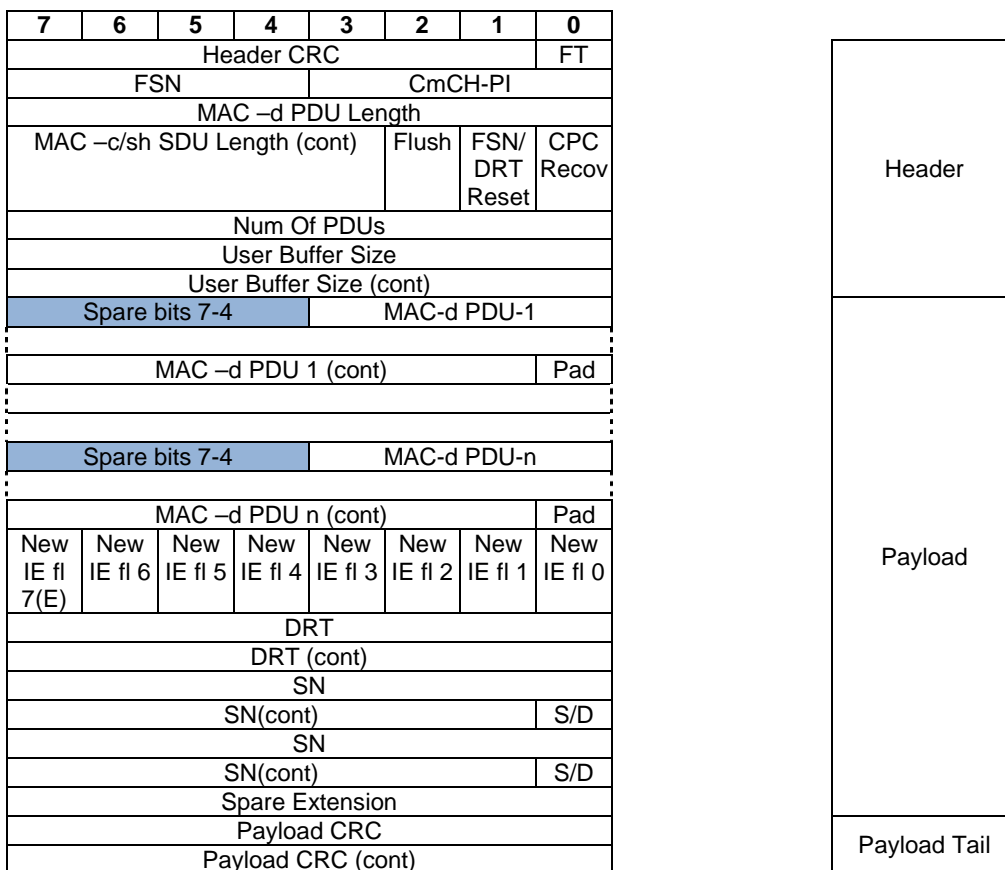 7 6 5 4 3 2 1 0
Header CRC FT
FSN CmCH-PI
MAC –d PDU Length
MAC –c/sh SDU Length (cont) Flush FSN/ CPC
DRT Recov
Reset
Header
Num Of PDUs
User Buffer Size
User Buffer Size (cont)
Spare bits 7-4 MAC-d PDU-1
MAC –d PDU 1 (cont) Pad
Spare bits 7-4 MAC-d PDU-n
MAC –d PDU n (cont) Pad
New New New New New New New New
IE fl IE fl 6 IE fl 5 IE fl 4 IE fl 3 IE fl 2 IE fl 1 IE fl 0
7(E)
Payload
DRT
DRT (cont)
SN
SN(cont) S/D
SN
SN(cont) S/D
Spare Extension
Payload CRC
Payload CRC (cont)
Payload Tail